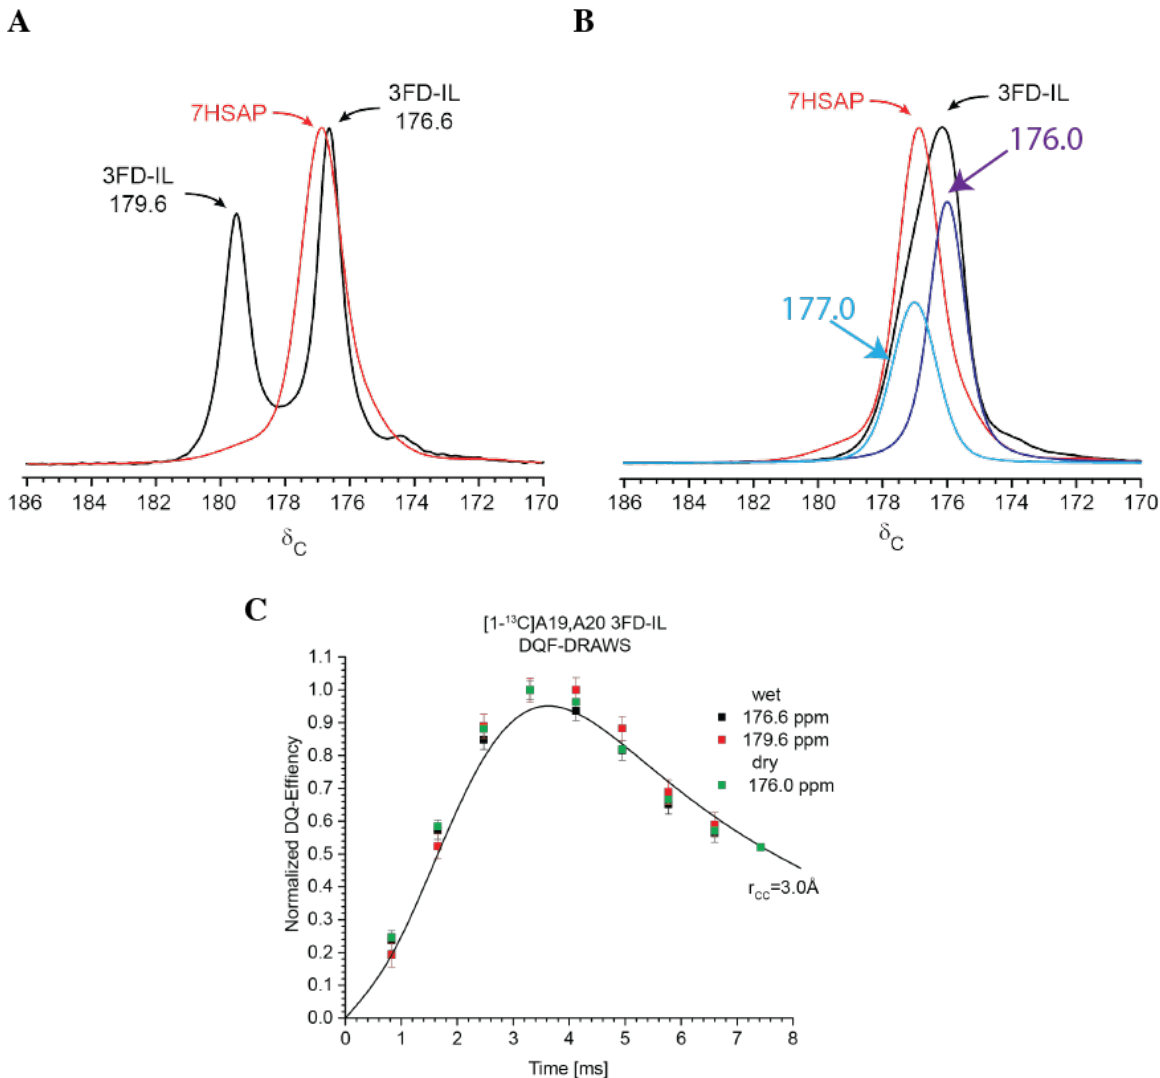 A
7HSAP
3FD-IL
176.6
3FD-IL
179.6
186 184 182 180 178 176 174 172 170
δC
B
7HSAP
3FD-IL
176.0
177.0
186 184 182 180 178 176 174 172 170
δC
C
[1-¹³C]A19,A20 3FD-IL
DQF-DRAWS
Normalized DQ-Effiency
1.1
1.0
0.9
0.8
0.7
0.6
0.5
0.4
0.3
0.2
0.1
0.0
wet
176.6 ppm
179.6 ppm
dry
176.0 ppm
rcc=3.0Å
0 1 2 3 4 5 6 7 8
Time [ms]